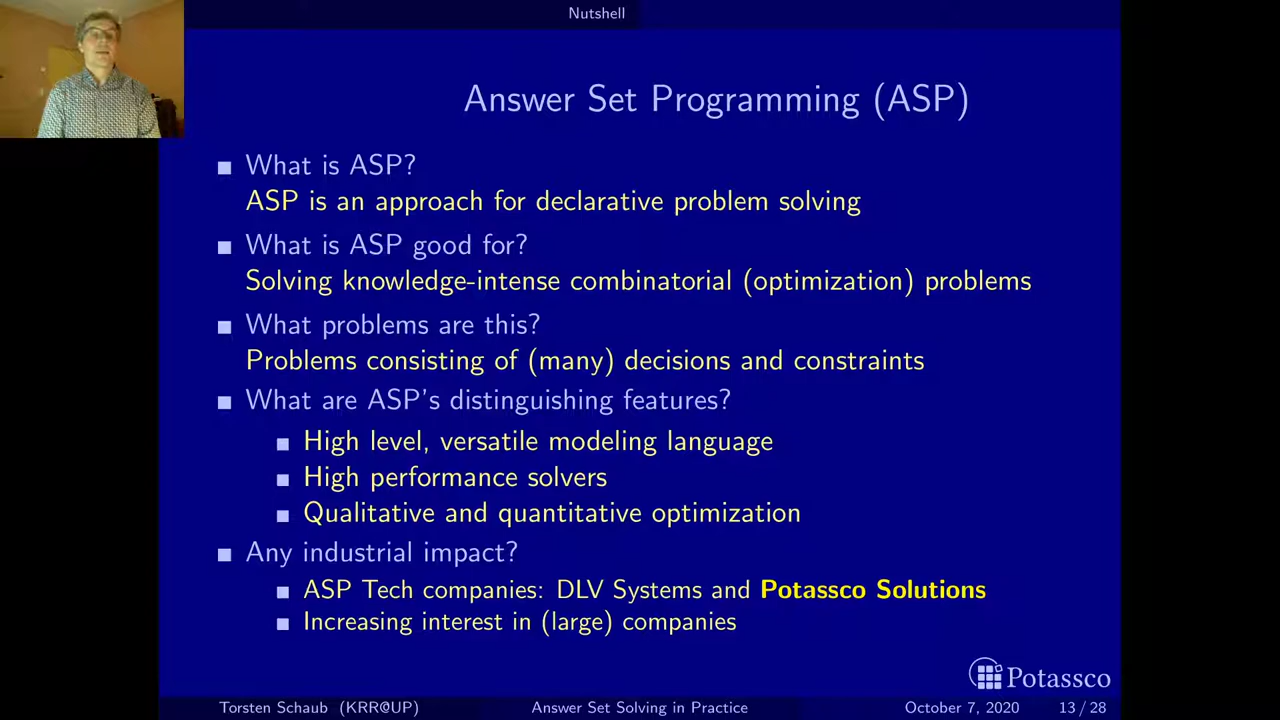 Nutshell
Answer Set Programming (ASP)
What is ASP?
ASP is an approach for declarative problem solving
What is ASP good for?
Solving knowledge-intense combinatorial (optimization) problems
What problems are this?
Problems consisting of (many) decisions and constraints
What are ASP's distinguishing features?
High level, versatile modeling language
High performance solvers
Qualitative and quantitative optimization
Any industrial impact?
ASP Tech companies: DLV Systems and Potassco Solutions
Increasing interest in (large) companies
Potassco
Torsten Schaub (KRR@UP) Answer Set Solving in Practice October 7, 2020 13 / 28